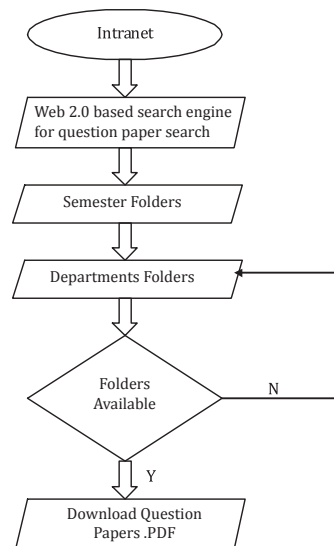 Intranet
Web 2.0 based search engine
for question paper search
Semester Folders
Departments Folders
Folders
Available
N
Y
Download Question
Papers .PDF